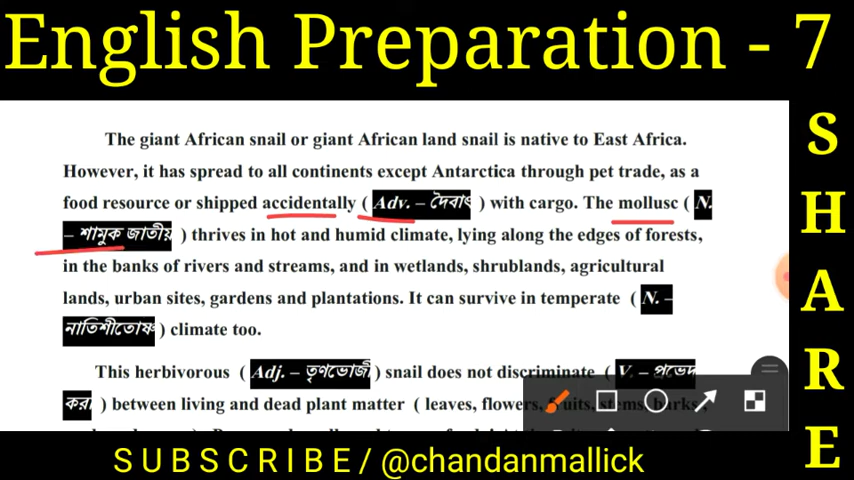 English Preparation - 7
The giant African snail or giant African land snail is native to East Africa.
However, it has spread to all continents except Antarctica through pet trade, as a
food resource or shipped accidentally ( Adv. – দৈবাৎ ) with cargo. The mollusc ( N.
– শামুক জাতীয় ) thrives in hot and humid climate, lying along the edges of forests,
in the banks of rivers and streams, and in wetlands, shrublands, agricultural
lands, urban sites, gardens and plantations. It can survive in temperate ( N. –
নাতিশীতোষ্ণ ) climate too.
This herbivorous ( Adj. – তৃণভোজী ) snail does not discriminate ( V. – প্রভেদ
করা ) between living and dead plant matter ( leaves, flowers, fruits, stems, barks,
SHARE
SUBSCRIBE/ @chandanmallick